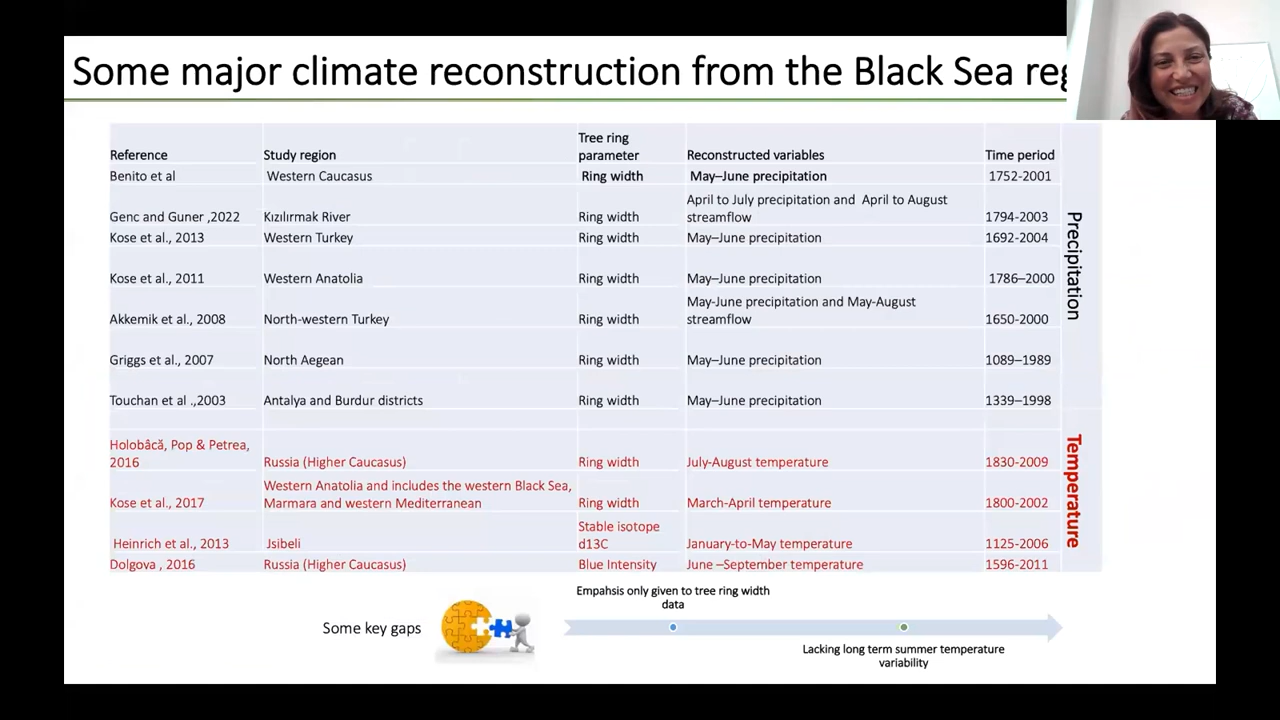 Some major climate reconstruction from the Black Sea reg
Reference Study region Tree ring parameter Reconstructed variables Time period
Benito et al Western Caucasus Ring width May–June precipitation 1752-2001
Genc and Guner ,2022 Kızılırmak River Ring width April to July precipitation and April to August streamflow 1794-2003
Kose et al., 2013 Western Turkey Ring width May–June precipitation 1692-2004
Kose et al., 2011 Western Anatolia Ring width May–June precipitation 1786–2000
Akkemik et al., 2008 North-western Turkey Ring width May-June precipitation and May-August streamflow 1650-2000
Griggs et al., 2007 North Aegean Ring width May–June precipitation 1089–1989
Touchan et al .,2003 Antalya and Burdur districts Ring width May–June precipitation 1339–1998
Precipitation
Holobâcă, Pop & Petrea, 2016 Russia (Higher Caucasus) Ring width July-August temperature 1830-2009
Kose et al., 2017 Western Anatolia and includes the western Black Sea, Marmara and western Mediterranean Ring width March-April temperature 1800-2002
Heinrich et al., 2013 Jsibeli Stable isotope d13C January-to-May temperature 1125-2006
Dolgova , 2016 Russia (Higher Caucasus) Blue Intensity June –September temperature 1596-2011
Temperature
Some key gaps
Empahsis only given to tree ring width
data
Lacking long term summer temperature
variability